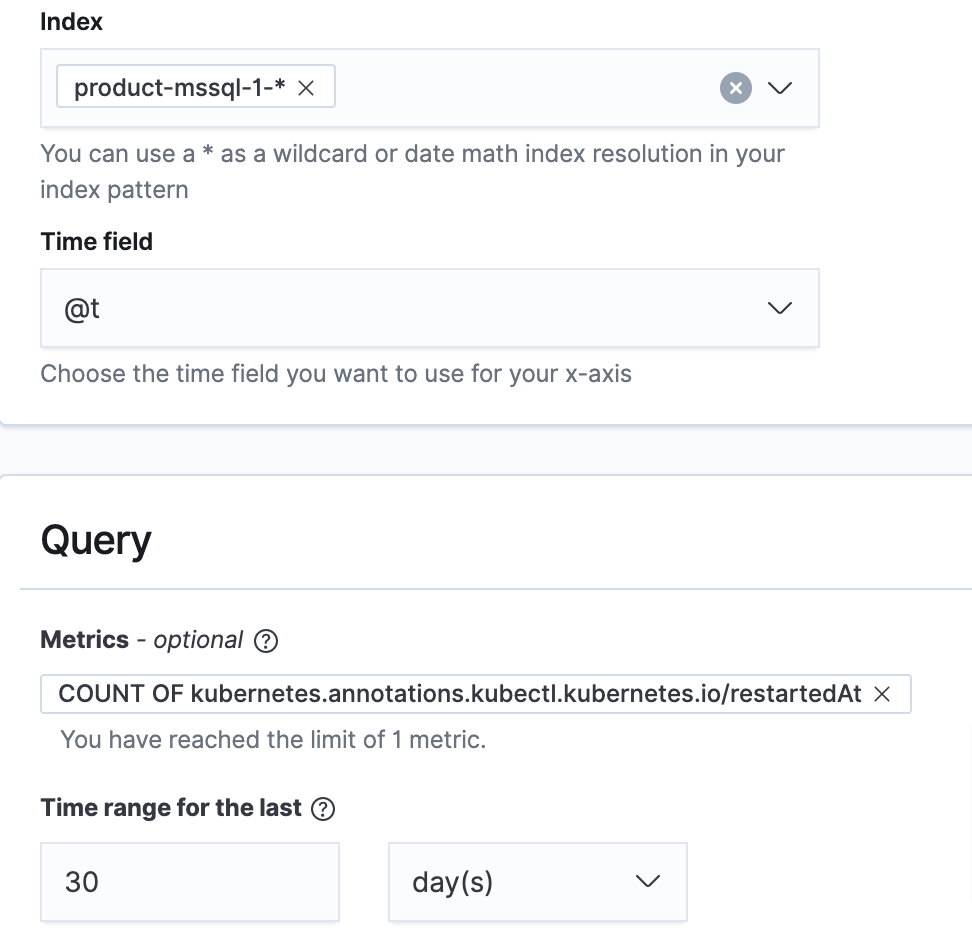 Index
product-mssql-1-*
You can use a * as a wildcard or date math index resolution in your
index pattern
Time field
@t
Choose the time field you want to use for your x-axis
Query
Metrics - optional
COUNT OF kubernetes.annotations.kubectl.kubernetes.io/restartedAt
You have reached the limit of 1 metric.
Time range for the last
30 day(s)